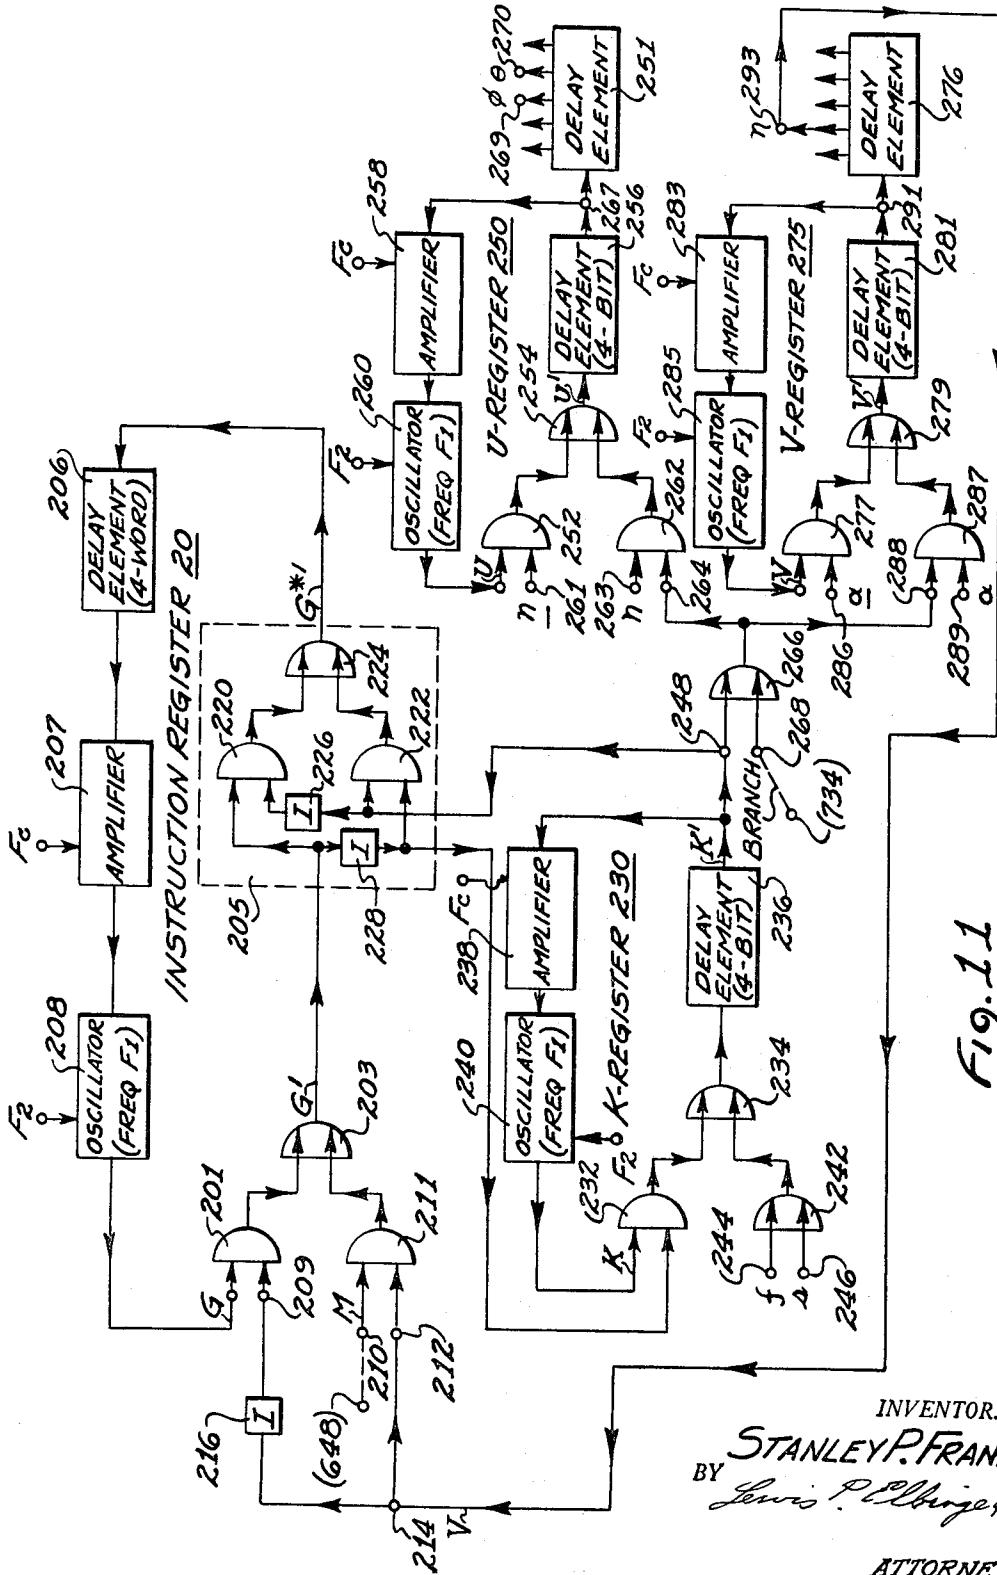 INSTRUCTION REGISTER 20
F2
208
OSCILLATOR
(FREQ F1)
Fc
207
AMPLIFIER
206
DELAY
ELEMENT
(4-WORD)
G
201
209
216
I
(648)
M
210
211
212
214
V
203
G'
205
220
224
G*'
226
I
222
228
I
K-REGISTER 230
F2
240
OSCILLATOR
(FREQ F1)
Fc
238
AMPLIFIER
K
232
234
f
244
s
246
242
DELAY
ELEMENT
(4-BIT)
236
K'
248
BRANCH
268
(734)
266
U-REGISTER 250
F2
260
OSCILLATOR
(FREQ F1)
Fc
258
AMPLIFIER
U
252
n
261
n
263
264
262
254
U'
DELAY
ELEMENT
(4-BIT)
256
267
DELAY
ELEMENT
251
269
φ
θ
270
V-REGISTER 275
F2
285
OSCILLATOR
(FREQ F1)
Fc
283
AMPLIFIER
V
277
α
286
288
289
α
287
279
V'
DELAY
ELEMENT
(4-BIT)
281
291
DELAY
ELEMENT
276
n
293
Fig. 11
INVENTOR.
STANLEY P. FRAN
BY
Lewis P. Elbinger
ATTORNE